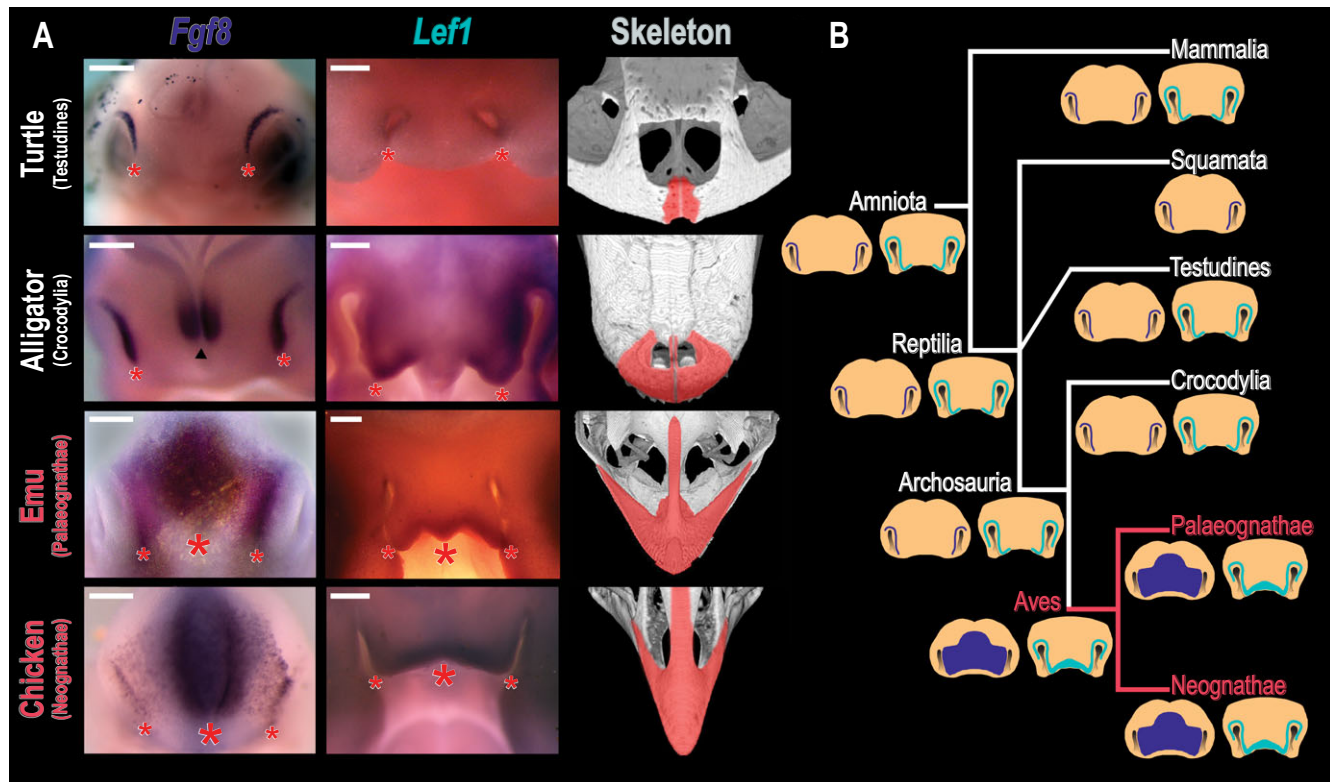 A
Fgf8
Lef1
Skeleton
Turtle
(Testudines)
*
*
*
*
Alligator
(Crocodylia)
*
*
*
*
Emu
(Palaeognathae)
*
*
*
*
*
*
Chicken
(Neognathae)
*
*
*
*
*
*
B
Mammalia
Squamata
Amniota
Testudines
Reptilia
Crocodylia
Archosauria
Palaeognathae
Aves
Neognathae